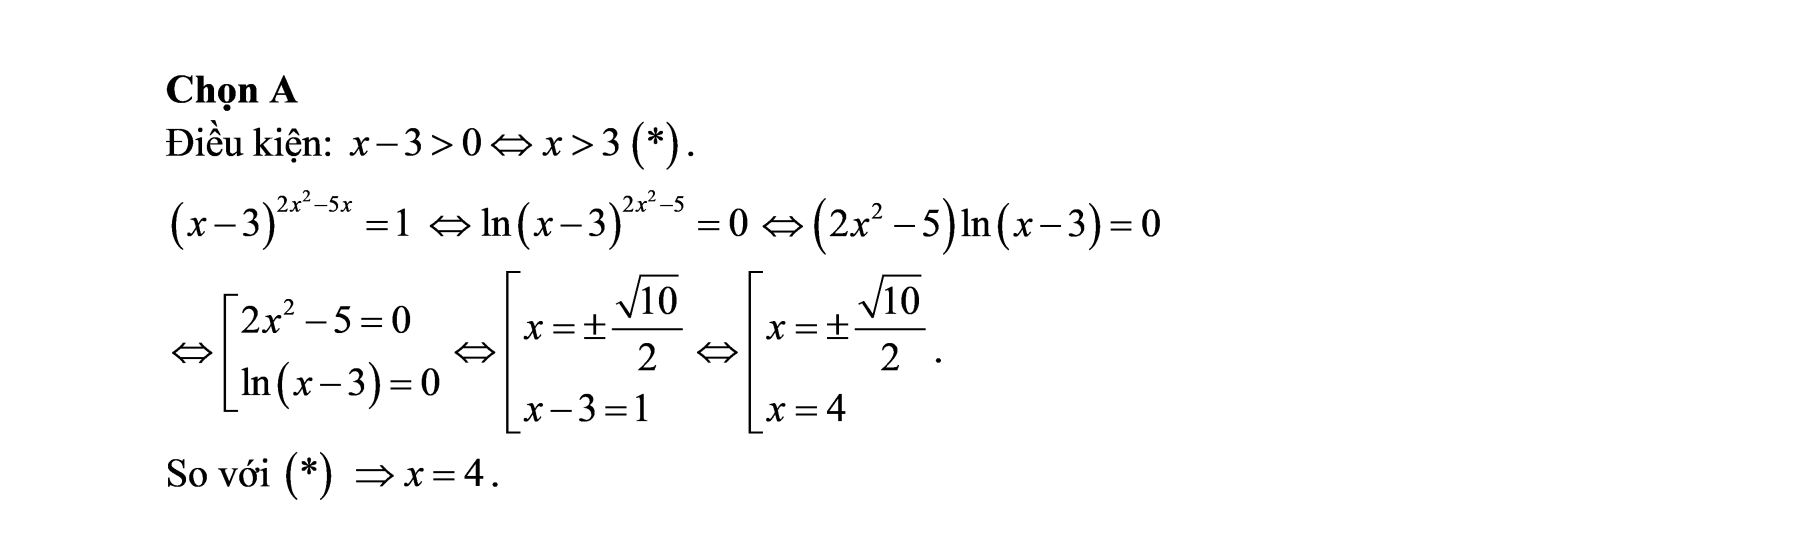 Chọn A
Điều kiện: x − 3 > 0 ⇔ x > 3 (*).
(x − 3)^{2x² − 5x} = 1 ⇔ ln(x − 3)^{2x² − 5} = 0 ⇔ (2x² − 5)ln(x − 3) = 0
⇔ [2x² − 5 = 0; ln(x − 3) = 0 ⇔ [x = ±√10/2; x − 3 = 1 ⇔ [x = ±√10/2; x = 4 .
So với (*) ⇒ x = 4.